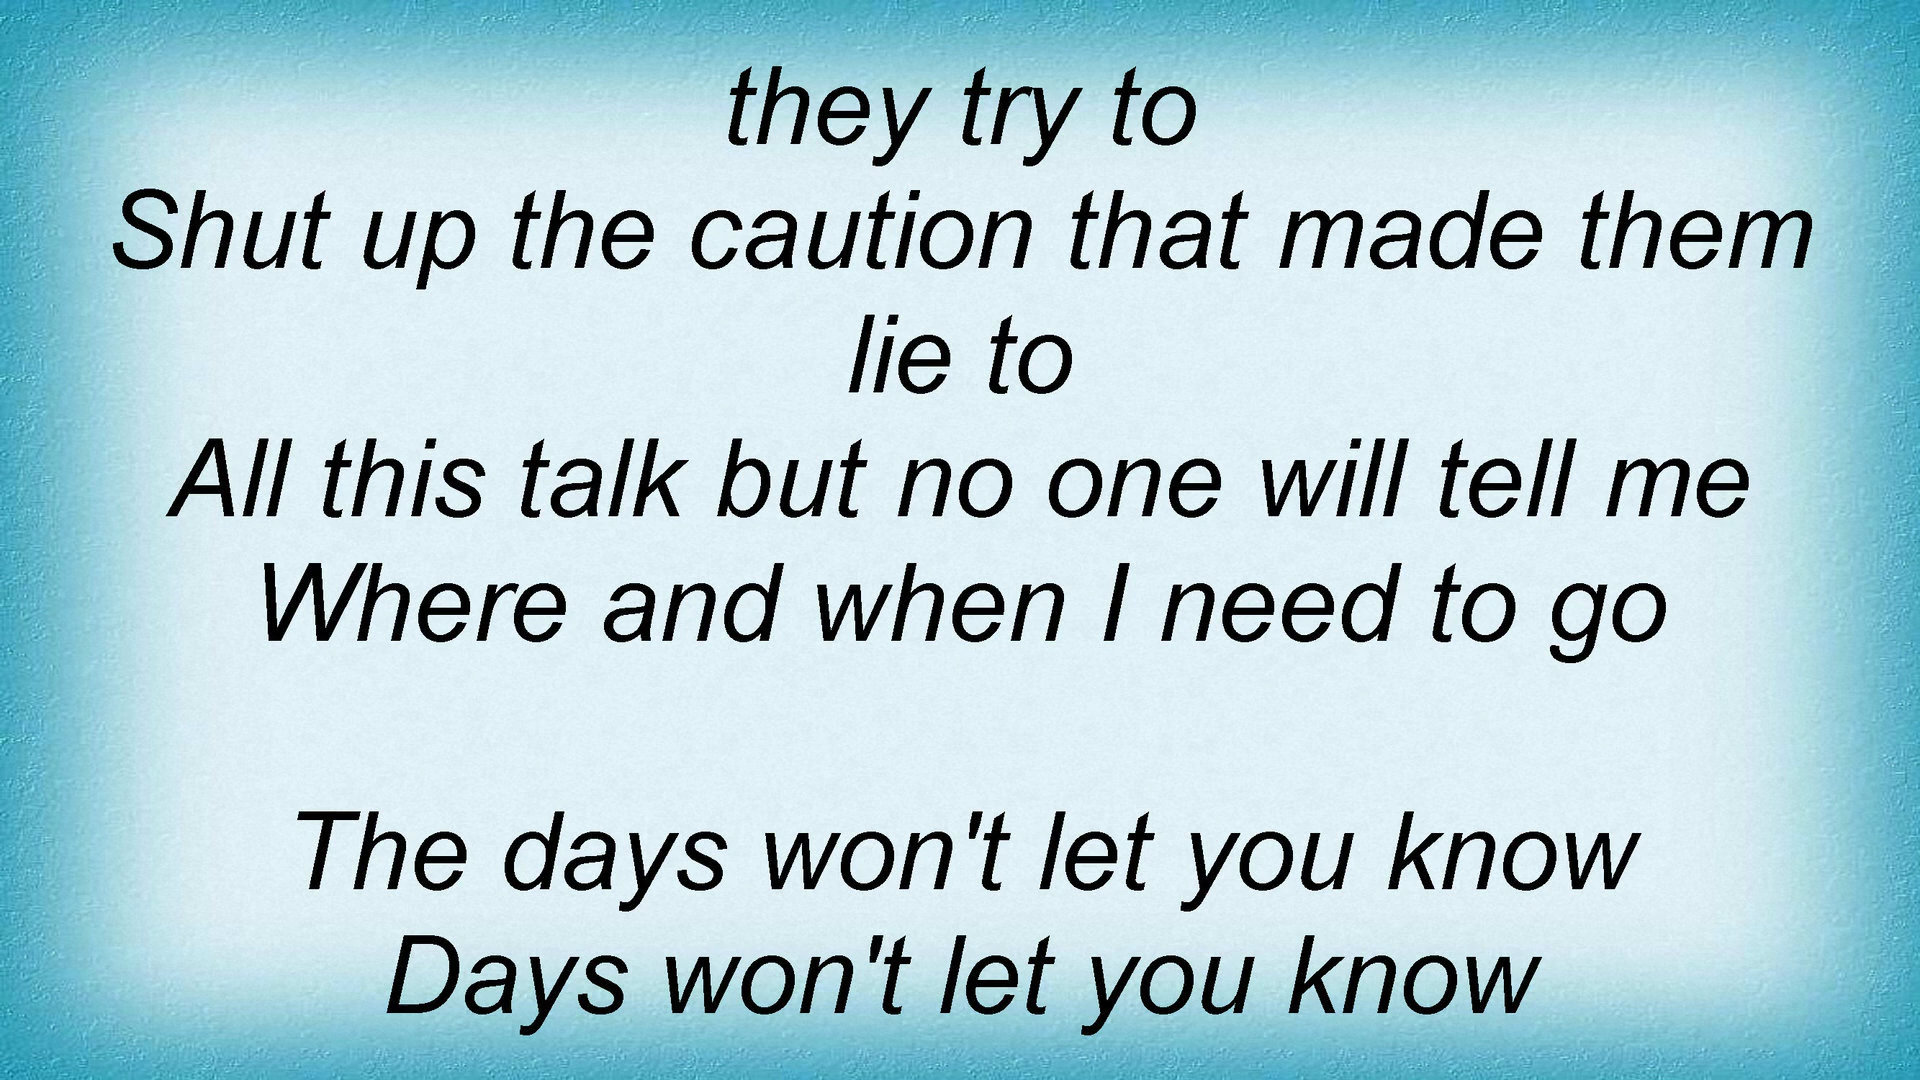 they try to
Shut up the caution that made them
lie to
All this talk but no one will tell me
Where and when I need to go
The days won't let you know
Days won't let you know